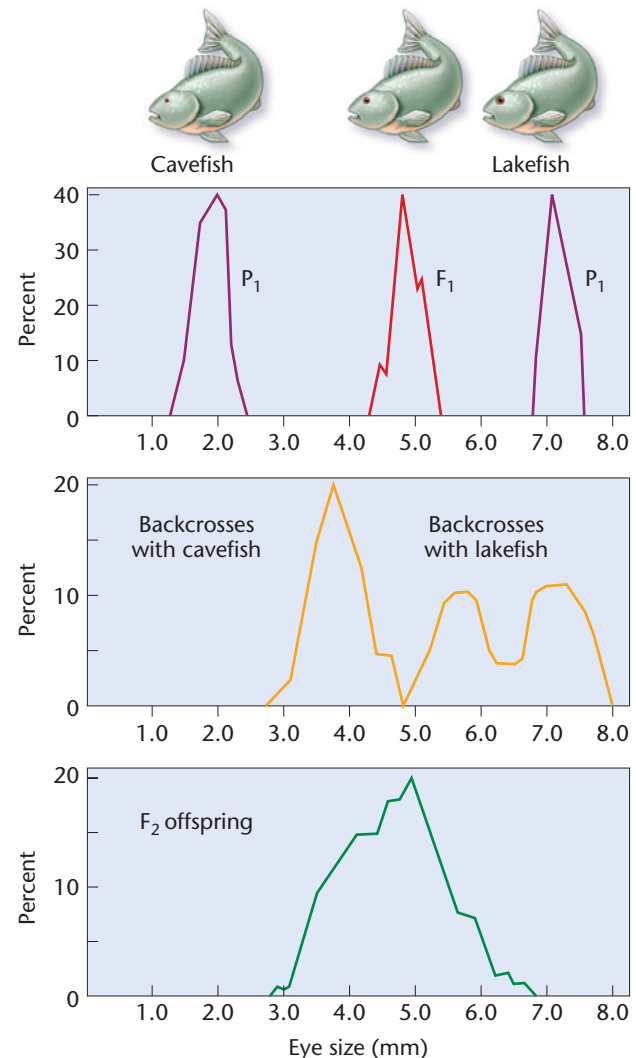 Cavefish
Lakefish
40
30
20
10
0
Percent
P1
F1
P1
1.0 2.0 3.0 4.0 5.0 6.0 7.0 8.0
20
10
0
Percent
Backcrosses
with cavefish
Backcrosses
with lakefish
1.0 2.0 3.0 4.0 5.0 6.0 7.0 8.0
20
10
0
Percent
F2 offspring
1.0 2.0 3.0 4.0 5.0 6.0 7.0 8.0
Eye size (mm)